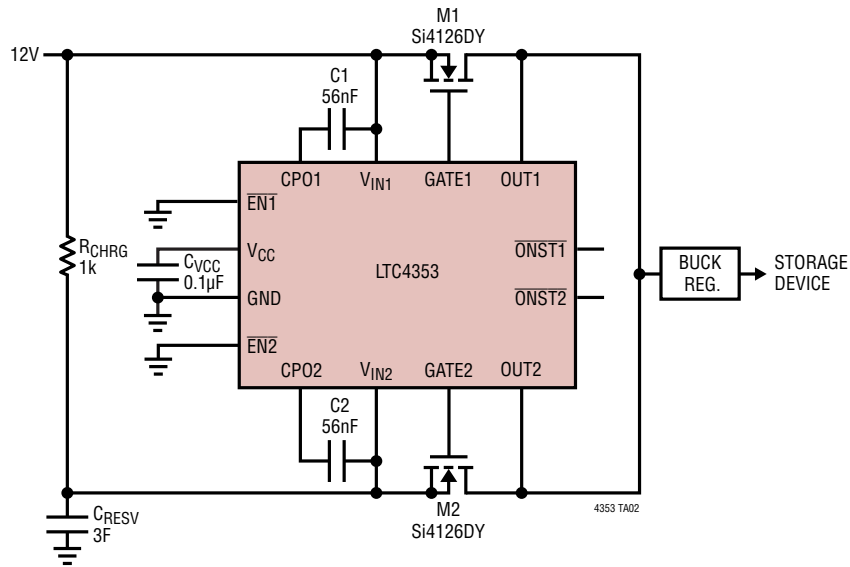 M1
Si4126DY
12V
C1
56nF
CPO1
VIN1
GATE1
OUT1
EN1
RCHRG
1k
VCC
CVCC
0.1µF
LTC4353
ONST1
BUCK
REG.
STORAGE
DEVICE
GND
ONST2
EN2
CPO2
VIN2
GATE2
OUT2
C2
56nF
CRESV
3F
M2
Si4126DY
4353 TA02